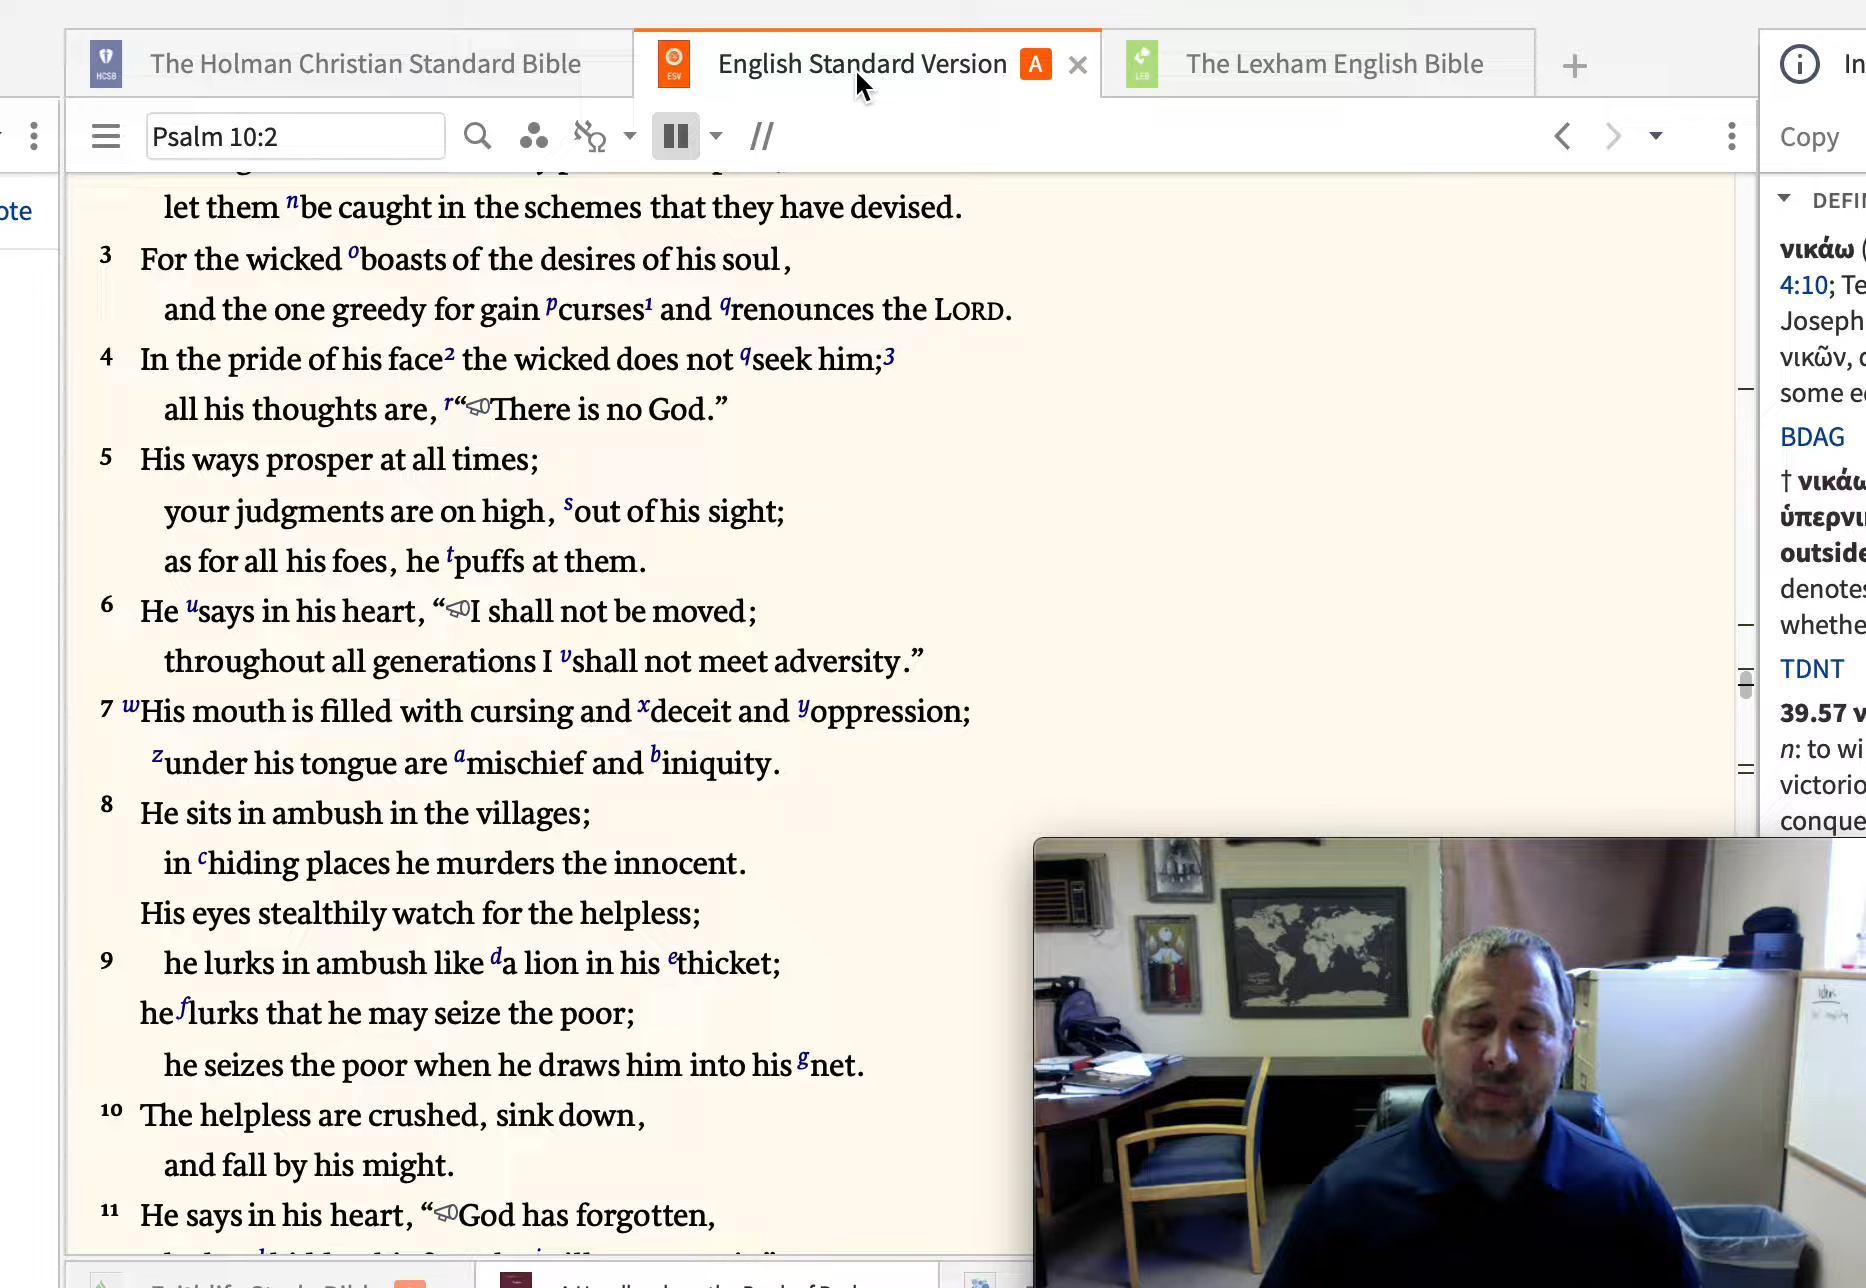 The Holman Christian Standard Bible
English Standard Version A
The Lexham English Bible
HCSB
ESV
LEB
Psalm 10:2
let them n be caught in the schemes that they have devised.
3 For the wicked o boasts of the desires of his soul,
and the one greedy for gain p curses1 and q renounces the LORD.
4 In the pride of his face2 the wicked does not q seek him;3
all his thoughts are, r “There is no God.”
5 His ways prosper at all times;
your judgments are on high, s out of his sight;
as for all his foes, he t puffs at them.
6 He u says in his heart, “I shall not be moved;
throughout all generations I v shall not meet adversity.”
7 w His mouth is filled with cursing and x deceit and y oppression;
z under his tongue are a mischief and b iniquity.
8 He sits in ambush in the villages;
in c hiding places he murders the innocent.
His eyes stealthily watch for the helpless;
9 he lurks in ambush like d a lion in his e thicket;
he f lurks that he may seize the poor;
he seizes the poor when he draws him into his g net.
10 The helpless are crushed, sink down,
and fall by his might.
11 He says in his heart, “God has forgotten,
ote
In
Copy
DEFIN
νικάω (
4:10; Te
Joseph
νικῶν, 
some e
BDAG
† νικάω
ὑπερνι
outside
denotes
whethe
TDNT
39.57 ν
n: to wi
victorio
conque